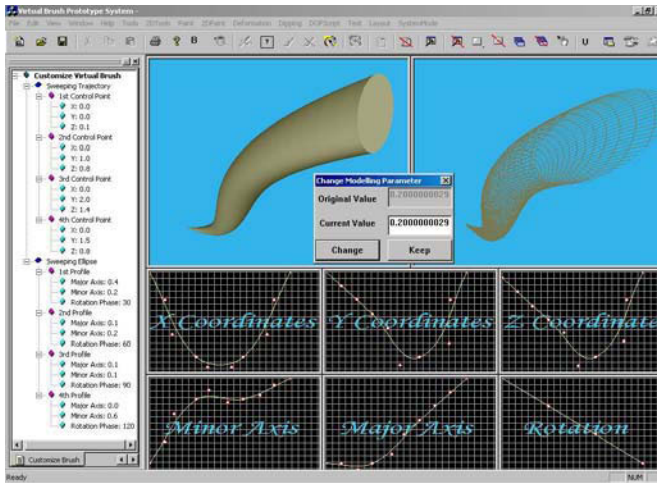 Virtual Brush Prototype System -
File Edit View Window Help Tools 2DTools Paint 2DPaint Deformation Dipping DGPScript Text Layout SystemMode
Customize Virtual Brush
Sweeping Trajectory
1st Control Point
X: 0.0
Y: 0.0
Z: 0.1
2nd Control Point
X: 0.0
Y: 1.0
Z: 0.8
3rd Control Point
X: 0.0
Y: 2.0
Z: 1.4
4th Control Point
X: 0.0
Y: 1.5
Z: 0.8
Sweeping Ellipse
1st Profile
Major Axis: 0.4
Minor Axis: 0.2
Rotation Phase: 30
2nd Profile
Major Axis: 0.1
Minor Axis: 0.2
Rotation Phase: 60
3rd Profile
Major Axis: 0.1
Minor Axis: 0.1
Rotation Phase: 90
4th Profile
Major Axis: 0.0
Minor Axis: 0.6
Rotation Phase: 120
Customize Brush
Change Modelling Parameter
Original Value 0.2000000029
Current Value 0.2000000029
Change Keep
X Coordinates Y Coordinates Z Coordinate
Minor Axis Major Axis Rotation
Ready NUM